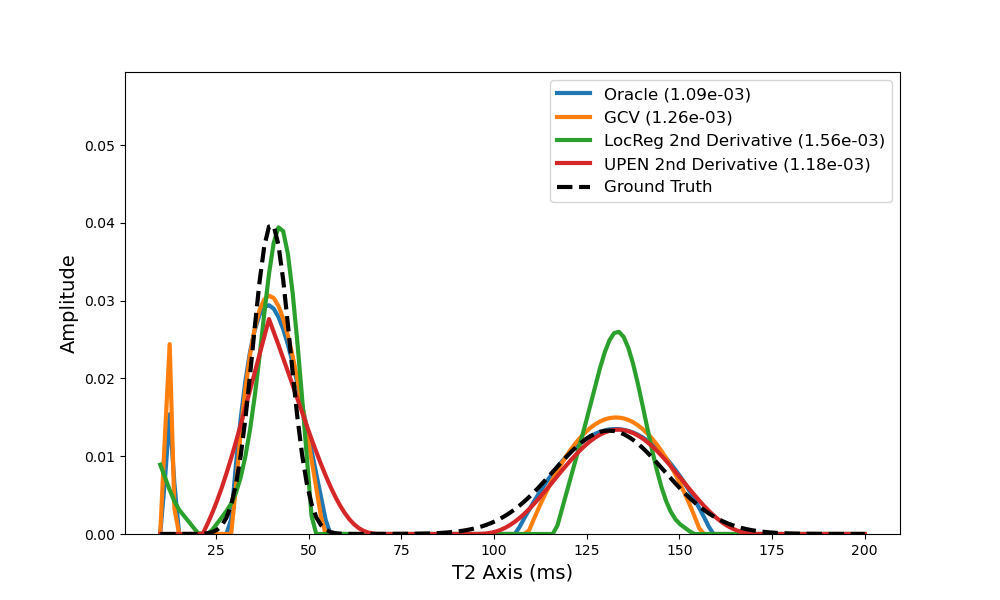 Oracle (1.09e-03)
GCV (1.26e-03)
LocReg 2nd Derivative (1.56e-03)
UPEN 2nd Derivative (1.18e-03)
Ground Truth
Amplitude
0.05
0.04
0.03
0.02
0.01
0.00
25 50 75 100 125 150 175 200
T2 Axis (ms)